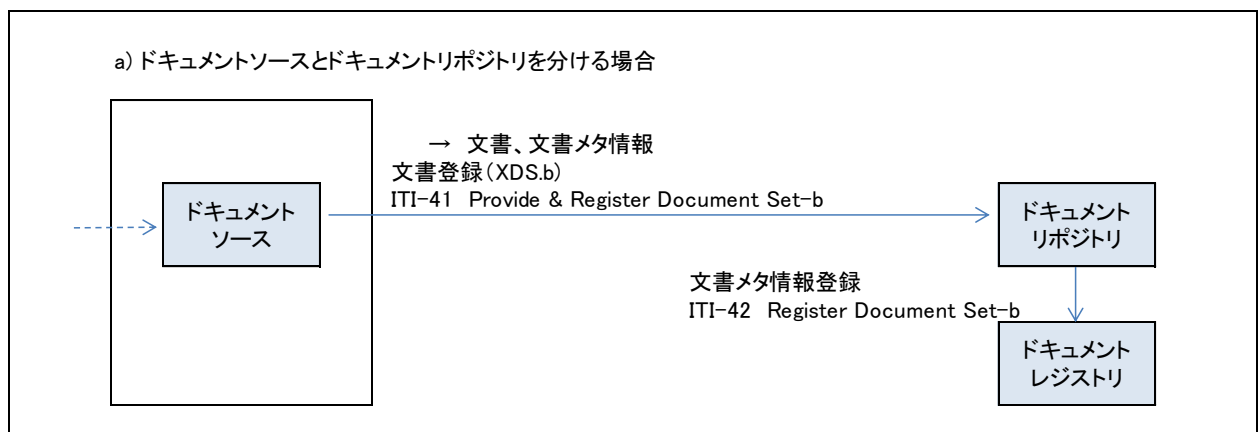 a) ドキュメントソースとドキュメントリポジトリを分ける場合
→ 文書、文書メタ情報
文書登録(XDS.b)
ITI-41 Provide & Register Document Set-b
ドキュメント
ソース
ドキュメント
リポジトリ
文書メタ情報登録
ITI-42 Register Document Set-b
ドキュメント
レジストリ